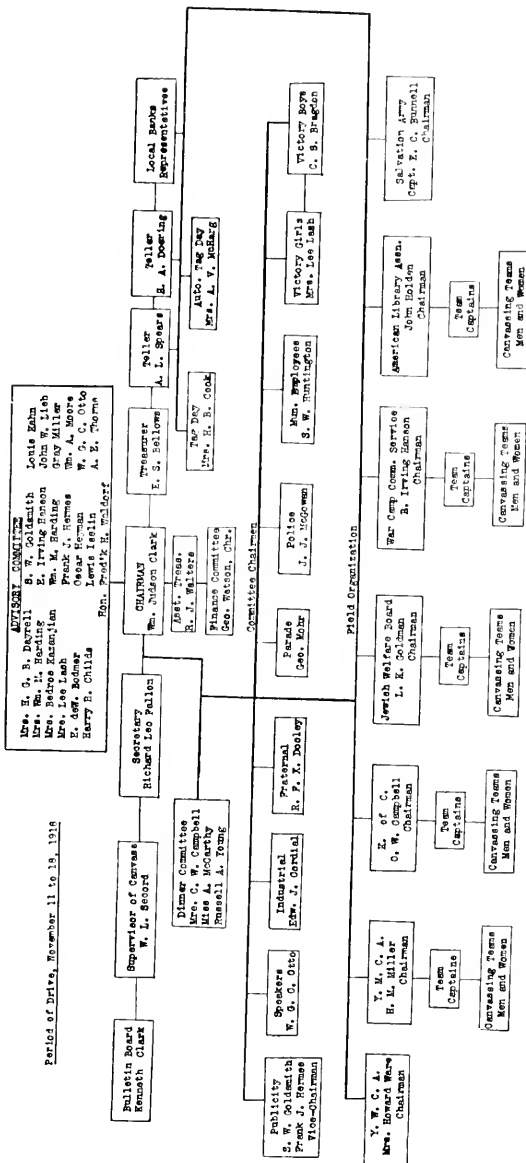 Period of Drive, November 11 to 18, 1918
ADVISORY COMMITTEE
Mrs. H. G. B. Dayrell
Mrs. Wm. M. Harding
Mrs. Bedros Kazanjian
Mrs. Lee Lash
E. deW. Bodmer
Harry R. Childs
S. W. Goldsmith
E. Irving Hanson
Wm. M. Harding
Frank J. Hermes
Oscar Heyman
Lewis Iselin
Louis Kahn
John W. Lieb
Gray Miller
Wm. A. Moore
W. G. C. Otto
A. E. Thorne
Hon. Fred'k H. Waldorf
Bulletin Board
Kenneth Clark
Supervisor of Canvass
W. L. Secord
Secretary
Richard Leo Fallon
CHAIRMAN
Wm. Judson Clark
Treasurer
E. S. Bellows
Teller
A. L. Spears
Teller
H. A. Doering
Local Banks
Representatives
Dinner Committee
Mrs. C. W. Campbell
Miss A. McCarthy
Russell A. Young
Asst. Treas.
R. J. Walters
Finance Committee
Geo. Watson, Chr.
Tag Day
Mrs. H. B. Cook
Auto. Tag Day
Mrs. A. V. McHarg
Committee Chairmen
Publicity
S. W. Goldsmith
Frank J. Hermes
Vice-Chairman
Speakers
W. G. C. Otto
Industrial
Edw. J. Cordial
Fraternal
R. F. X. Dooley
Parade
Geo. Mohr
Police
J. J. McGowan
Mun. Employees
S. W. Huntington
Victory Girls
Mrs. Lee Lash
Victory Boys
C. S. Bragdon
Field Organization
Y. W. C. A.
Mrs. Howard Ware
Chairman
Y. M. C. A.
H. M. Miller
Chairman
K. of C.
C. W. Campbell
Chairman
Jewish Welfare Board
L. K. Goldman
Chairman
War Camp Comm. Service
B. Irving Hanson
Chairman
American Library Assn.
John Holden
Chairman
Salvation Army
Capt. E. C. Bunnell
Chairman
Team
Captains
Team
Captains
Team
Captains
Team
Captains
Team
Captains
Canvassing Teams
Men and Women
Canvassing Teams
Men and Women
Canvassing Teams
Men and Women
Canvassing Teams
Men and Women
Canvassing Teams
Men and Women